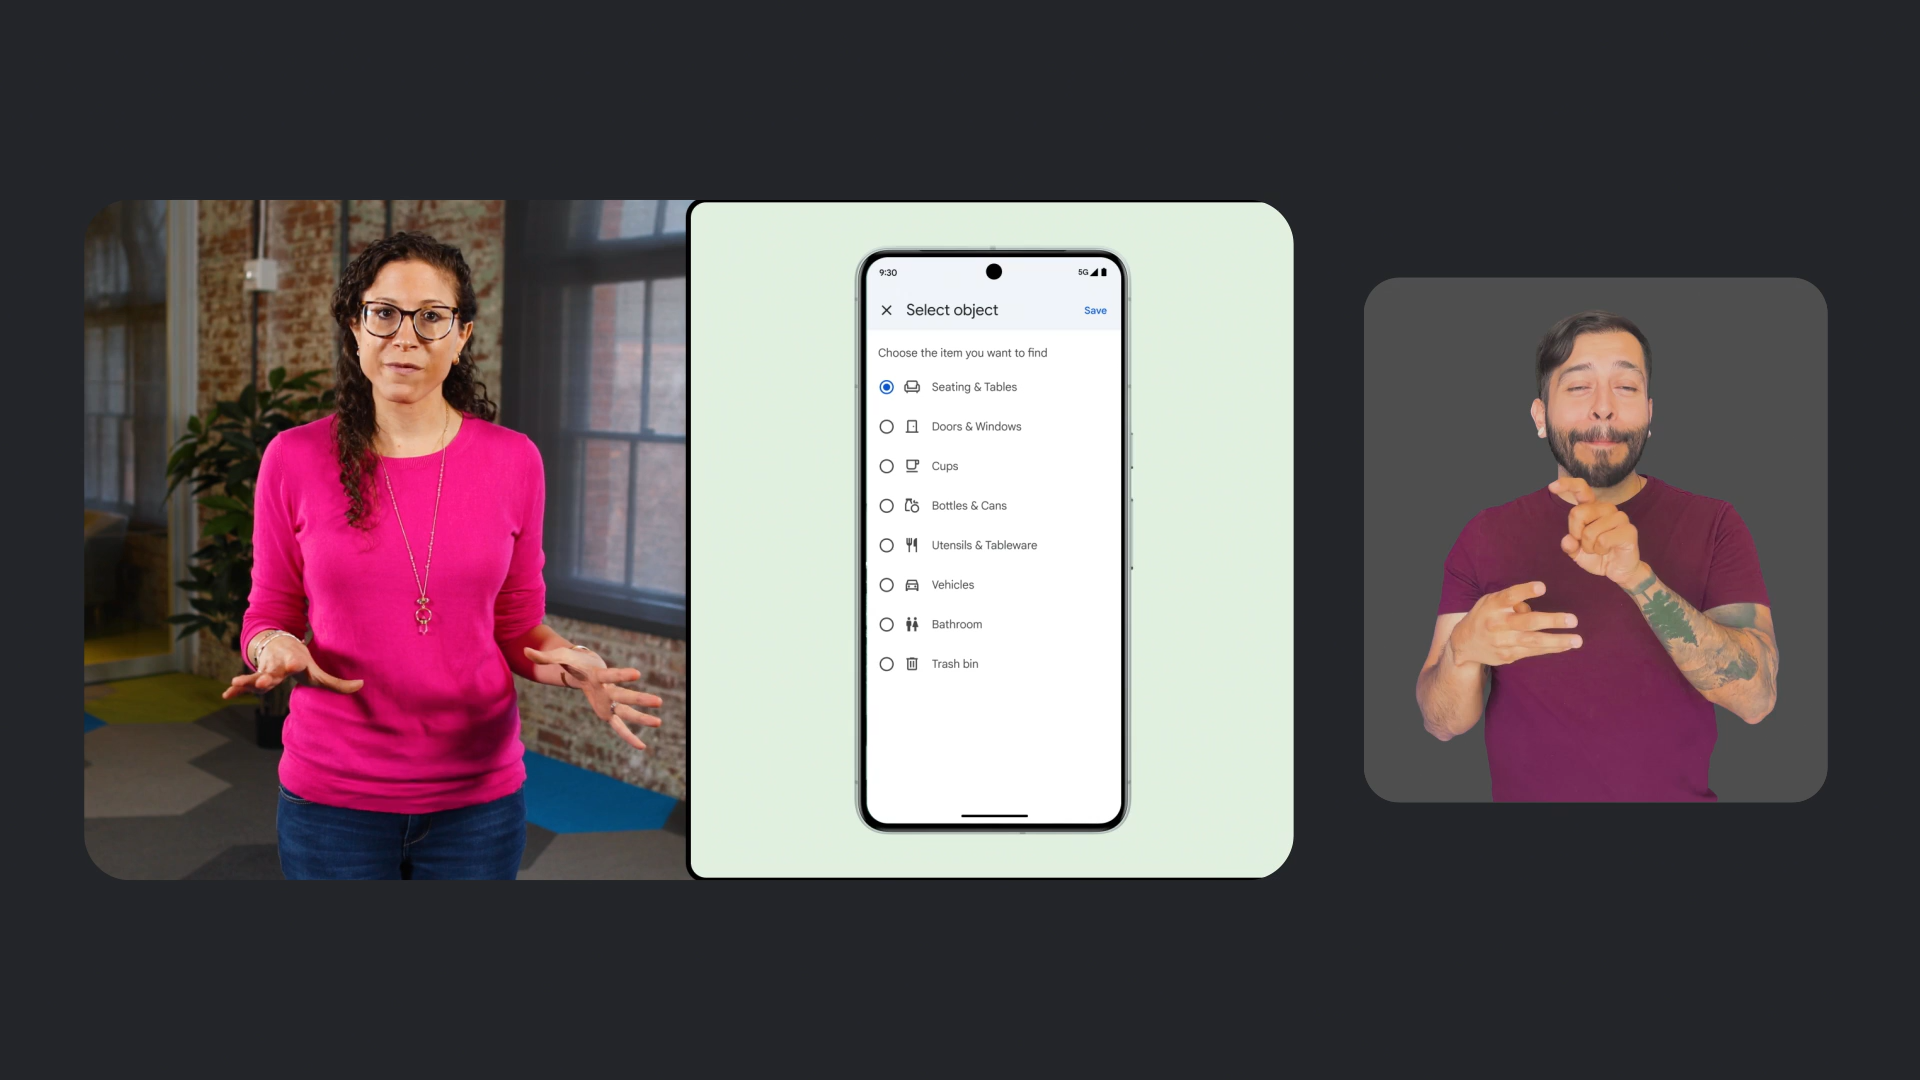 9:30
5G
Select object
Save
Choose the item you want to find
Seating & Tables
Doors & Windows
Cups
Bottles & Cans
Utensils & Tableware
Vehicles
Bathroom
Trash bin